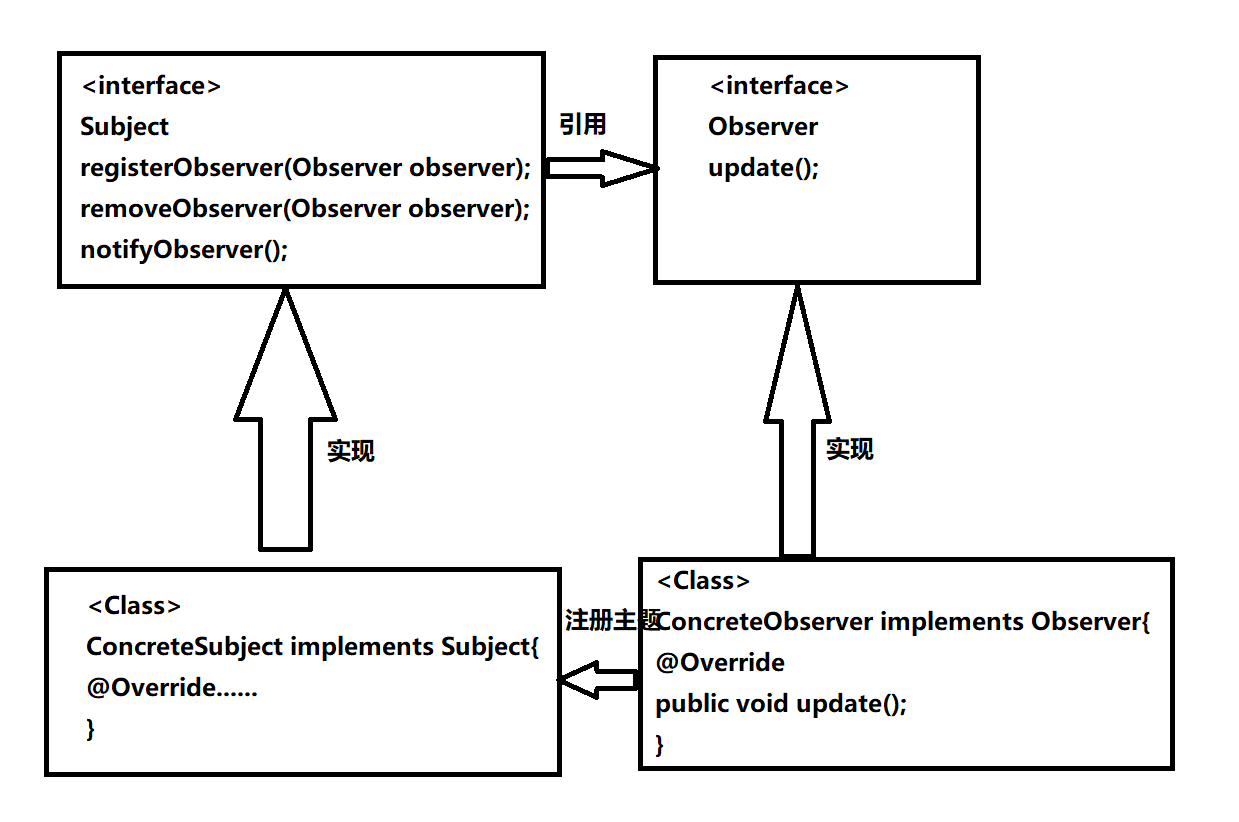 <interface>
Subject
registerObserver(Observer observer);
removeObserver(Observer observer);
notifyObserver();
引用
<interface>
Observer
update();
实现
实现
<Class>
ConcreteSubject implements Subject{
@Override......
}
注册主题
<Class>
ConcreteObserver implements Observer{
@Override
public void update();
}